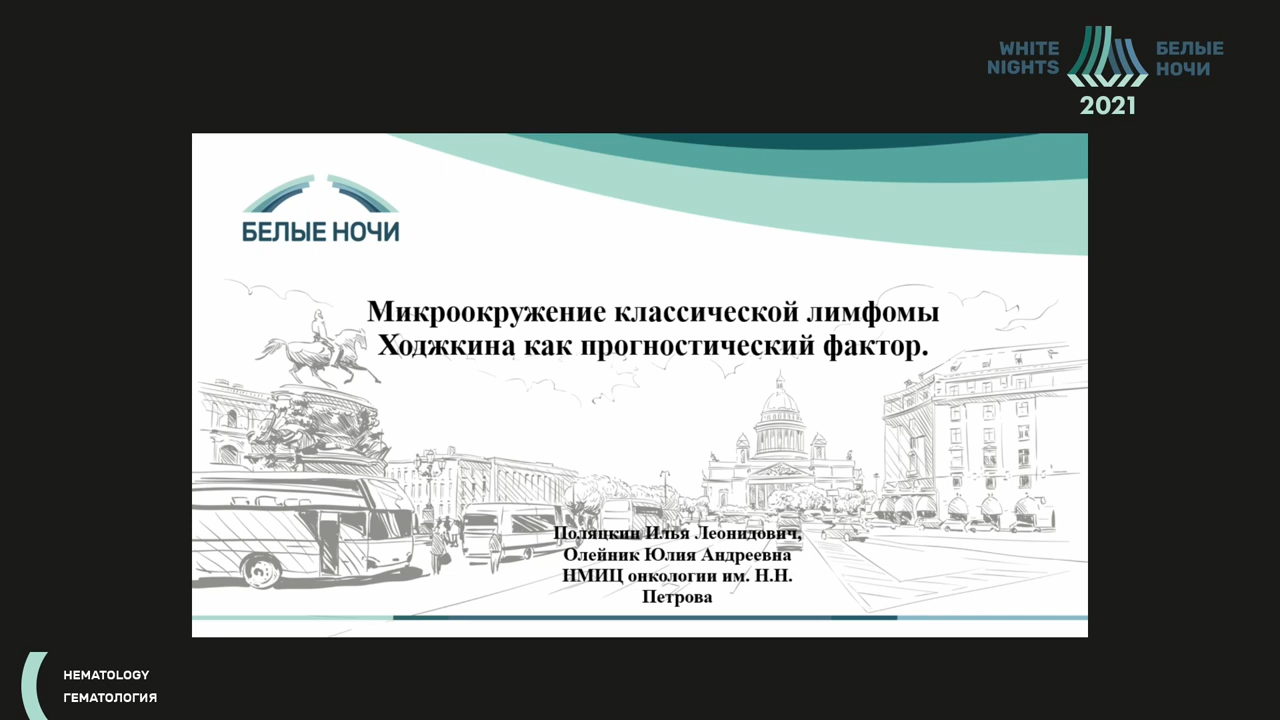 WHITE
NIGHTS
БЕЛЫЕ
НОЧИ
2021
БЕЛЫЕ НОЧИ
Микроокружение классической лимфомы
Ходжкина как прогностический фактор.
Поляцкин Илья Леонидович,
Олейник Юлия Андреевна
НМИЦ онкологии им. Н.Н.
Петрова
HEMATOLOGY
ГЕМАТОЛОГИЯ